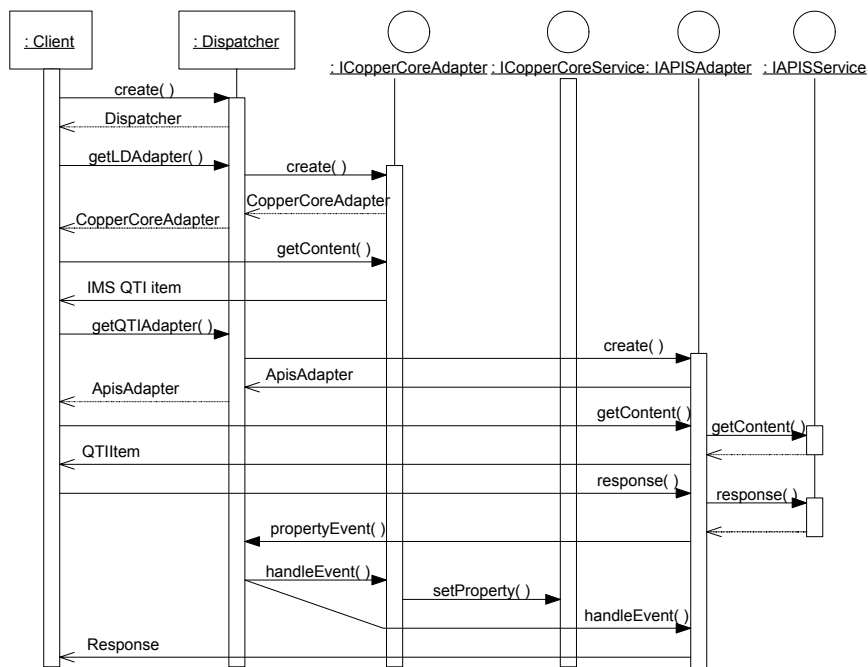 : Client
: Dispatcher
: ICopperCoreAdapter
: ICopperCoreService
: IAPISAdapter
: IAPISService
create( )
Dispatcher
getLDAdapter( )
create( )
CopperCoreAdapter
CopperCoreAdapter
getContent( )
IMS QTI item
getQTIAdapter( )
create( )
ApisAdapter
ApisAdapter
getContent( )
getContent( )
QTIItem
response( )
response( )
propertyEvent( )
handleEvent( )
setProperty( )
handleEvent( )
Response